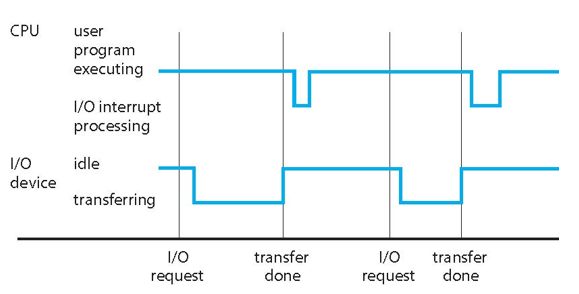 CPU
user
program
executing
I/O interrupt
processing
I/O
device
idle
transferring
I/O
request
transfer
done
I/O
request
transfer
done